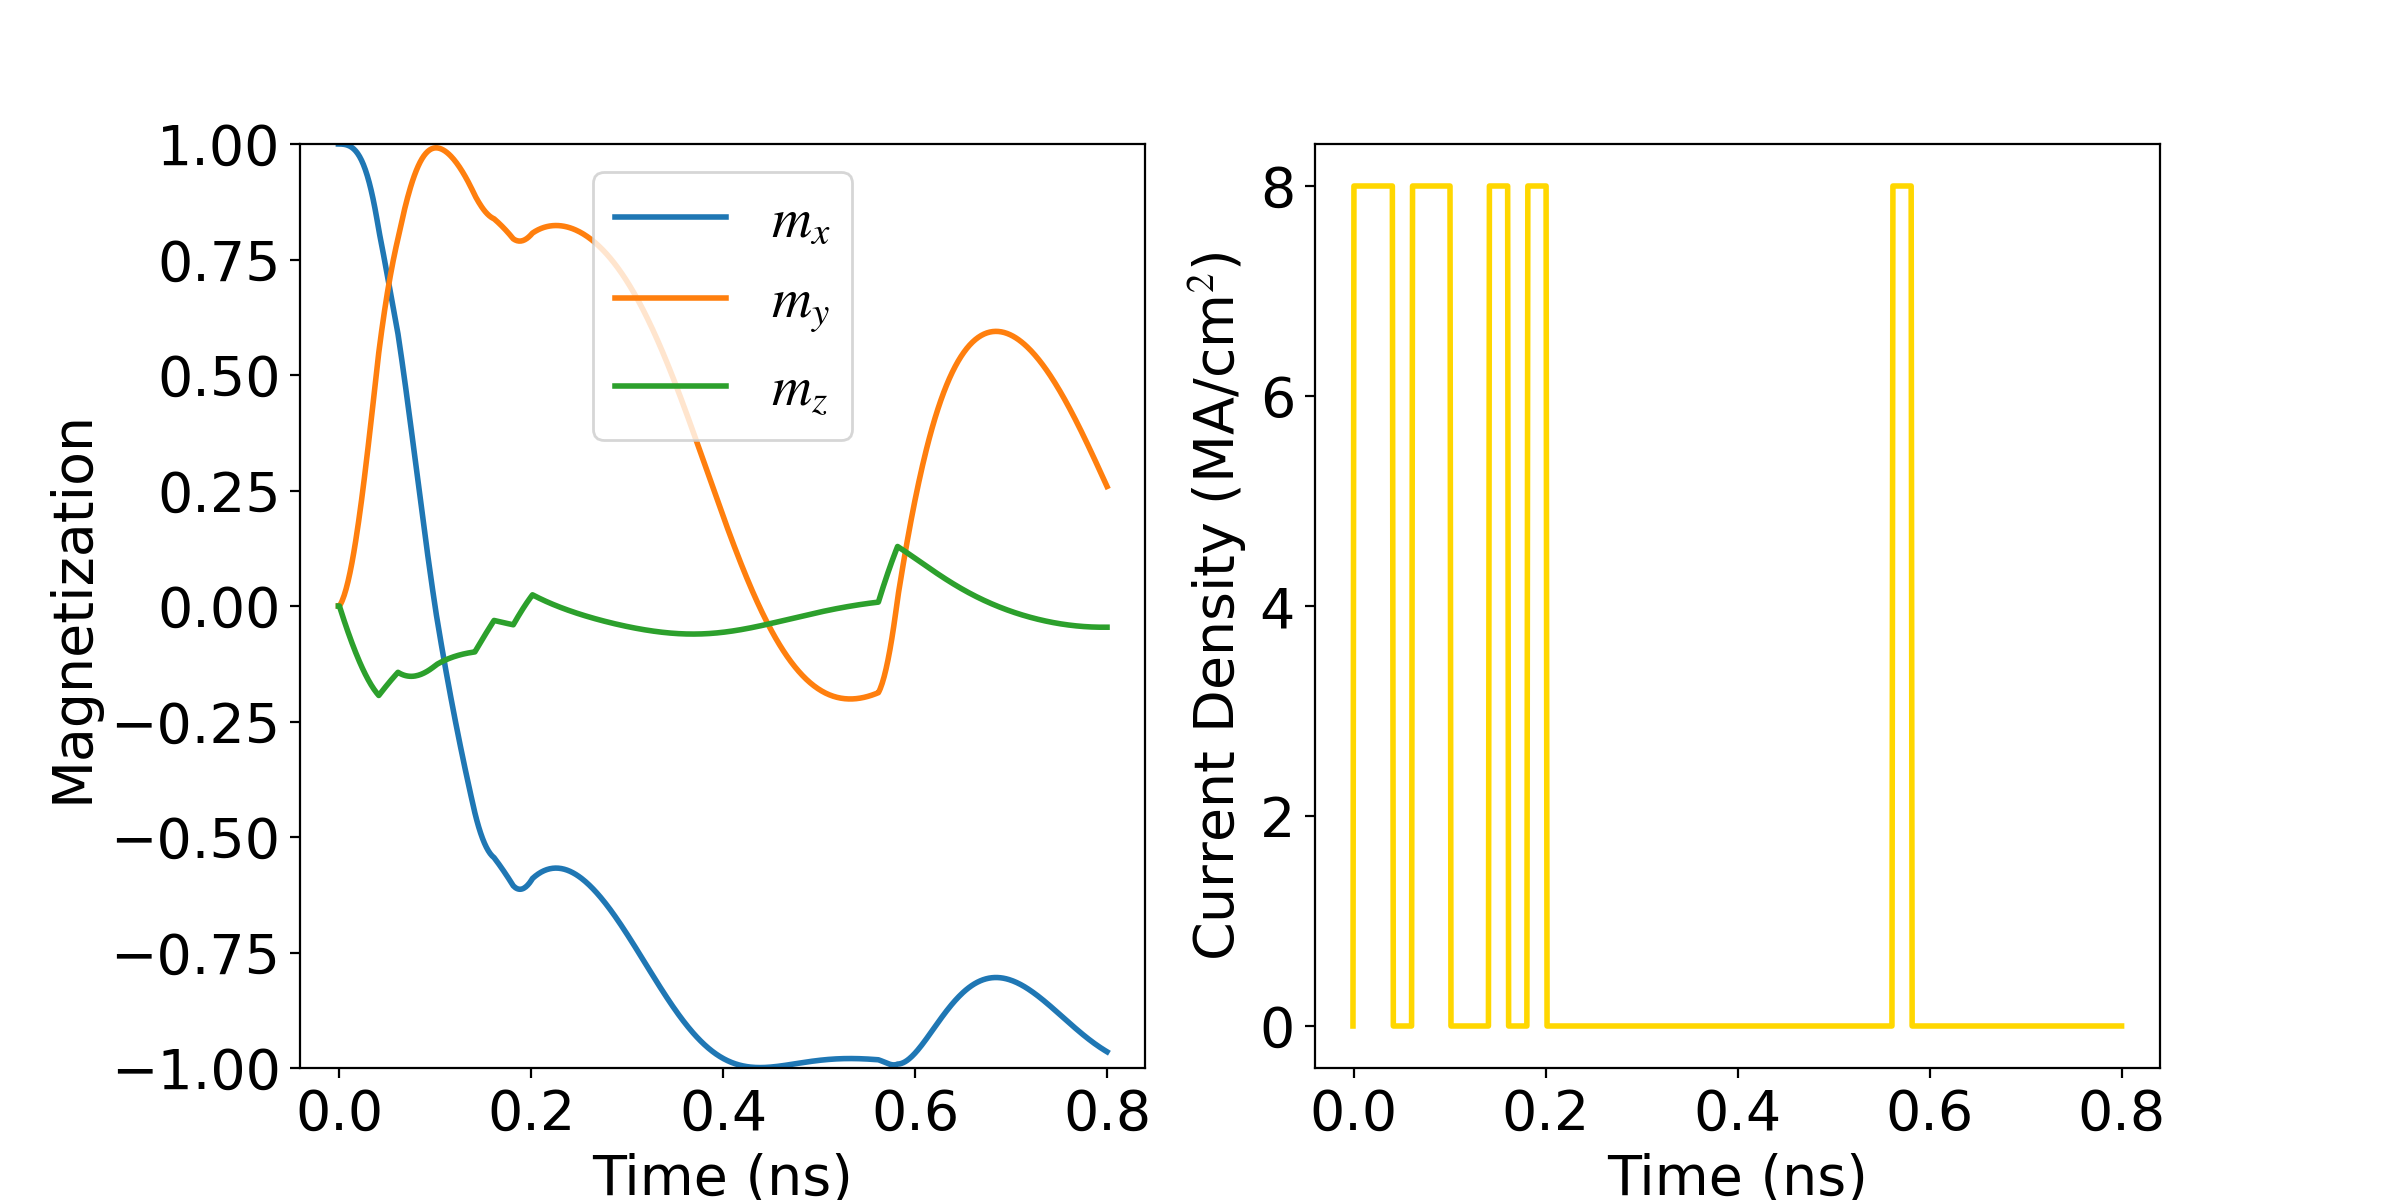 1.00
0.75
0.50
0.25
0.00
−0.25
−0.50
−0.75
−1.00
Magnetization
0.0 0.2 0.4 0.6 0.8
Time (ns)
m_x
m_y
m_z
8
6
4
2
0
Current Density (MA/cm²)
0.0 0.2 0.4 0.6 0.8
Time (ns)